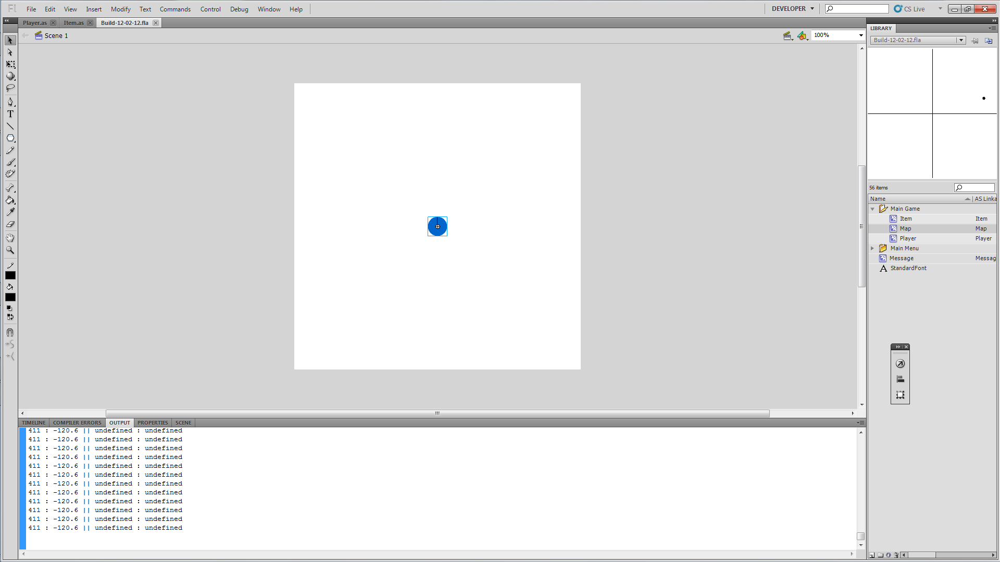 Fl File Edit View Insert Modify Text Commands Control Debug Window Help DEVELOPER CS Live
Player.as Item.as Build-12-02-12.fla
Scene 1 100%
LIBRARY
Build-12-02-12.fla
56 items
Name AS Linka
Main Game
Item Item
Map Map
Player Player
Main Menu
Message Messag
StandardFont
T
TIMELINE COMPILER ERRORS OUTPUT PROPERTIES SCENE
411 : -120.6 || undefined : undefined
411 : -120.6 || undefined : undefined
411 : -120.6 || undefined : undefined
411 : -120.6 || undefined : undefined
411 : -120.6 || undefined : undefined
411 : -120.6 || undefined : undefined
411 : -120.6 || undefined : undefined
411 : -120.6 || undefined : undefined
411 : -120.6 || undefined : undefined
411 : -120.6 || undefined : undefined
411 : -120.6 || undefined : undefined
411 : -120.6 || undefined : undefined